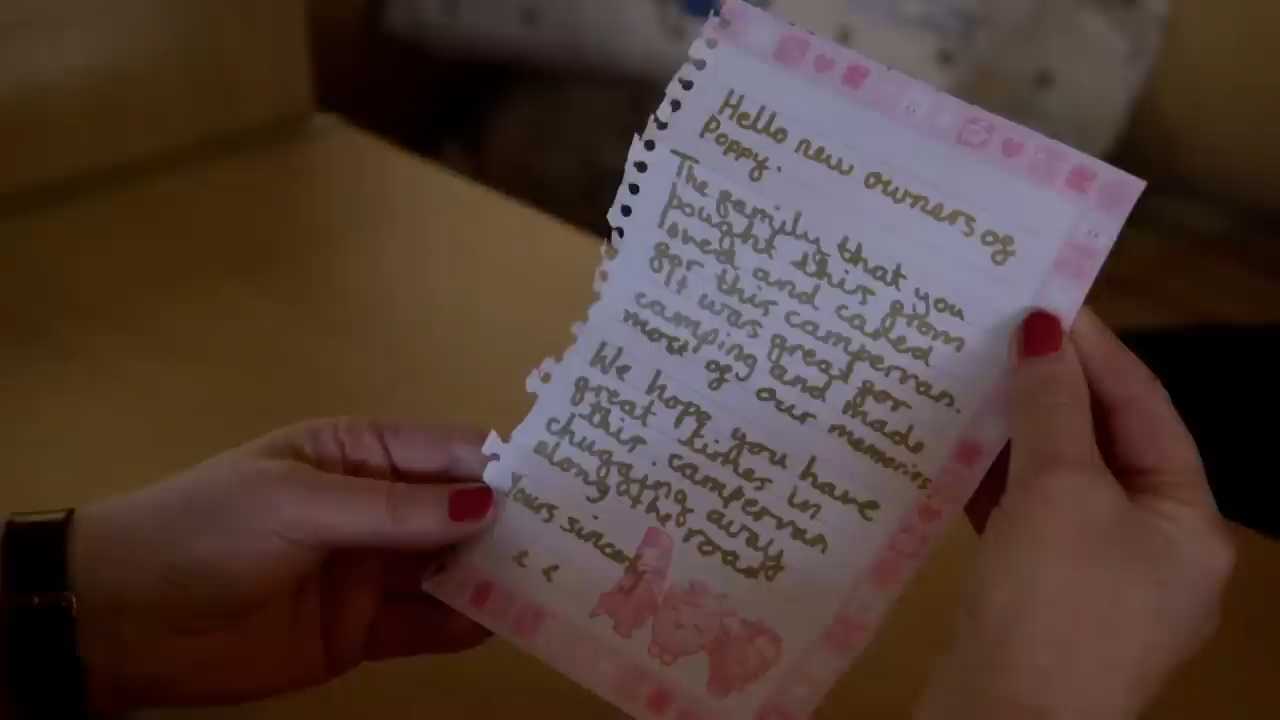 Hello new owners of
Poppy.
The family that you
bought this from
loved and cared
for this campervan.
It was great for
camping and made
most of our memories
We hope you have
great times in
this campervan
chugging away
along the road
Yours